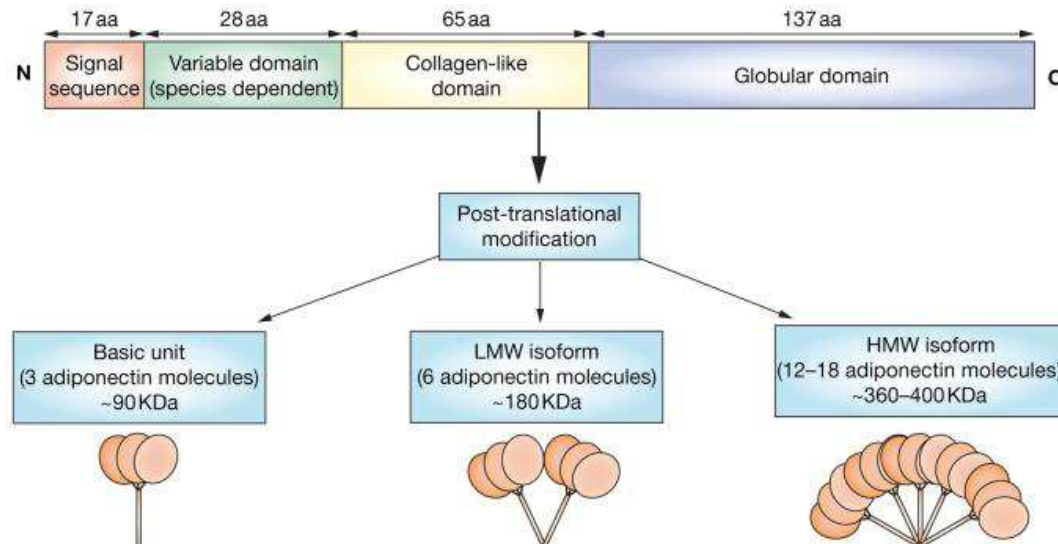 17 aa 28 aa 65 aa 137 aa
N
Signal
sequence
Variable domain
(species dependent)
Collagen-like
domain
Globular domain
C
Post-translational
modification
Basic unit
(3 adiponectin molecules)
~90 KDa
LMW isoform
(6 adiponectin molecules)
~180 KDa
HMW isoform
(12–18 adiponectin molecules)
~360–400 KDa